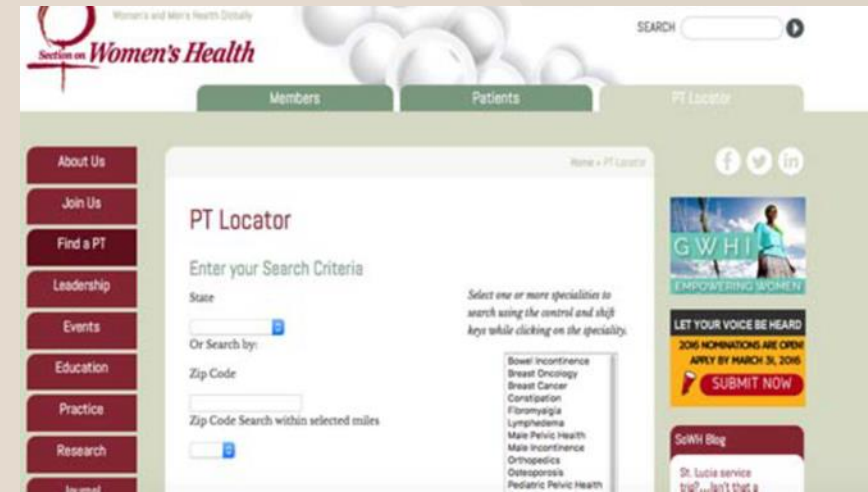 Women's and Men's Health Globally
Section on Women's Health
SEARCH
Members
Patients
PT Locator
About Us
Join Us
Find a PT
Leadership
Events
Education
Practice
Research
Journal
Home » PT Locator
PT Locator
Enter your Search Criteria
State
Or Search by:
Zip Code
Zip Code Search within selected miles
Select one or more specialities to
search using the control and shift
keys while clicking on the speciality.
Bowel Incontinence
Breast Oncology
Breast Cancer
Constipation
Fibromyalgia
Lymphedema
Male Pelvic Health
Male Incontinence
Orthopedics
Osteoporosis
Pediatric Pelvic Health
f
in
GWHI
EMPOWERING WOMEN
LET YOUR VOICE BE HEARD
2016 NOMINATIONS ARE OPEN!
APPLY BY MARCH 31, 2016
SUBMIT NOW
SoWH Blog
St. Lucia service
trip?...Isn't that a